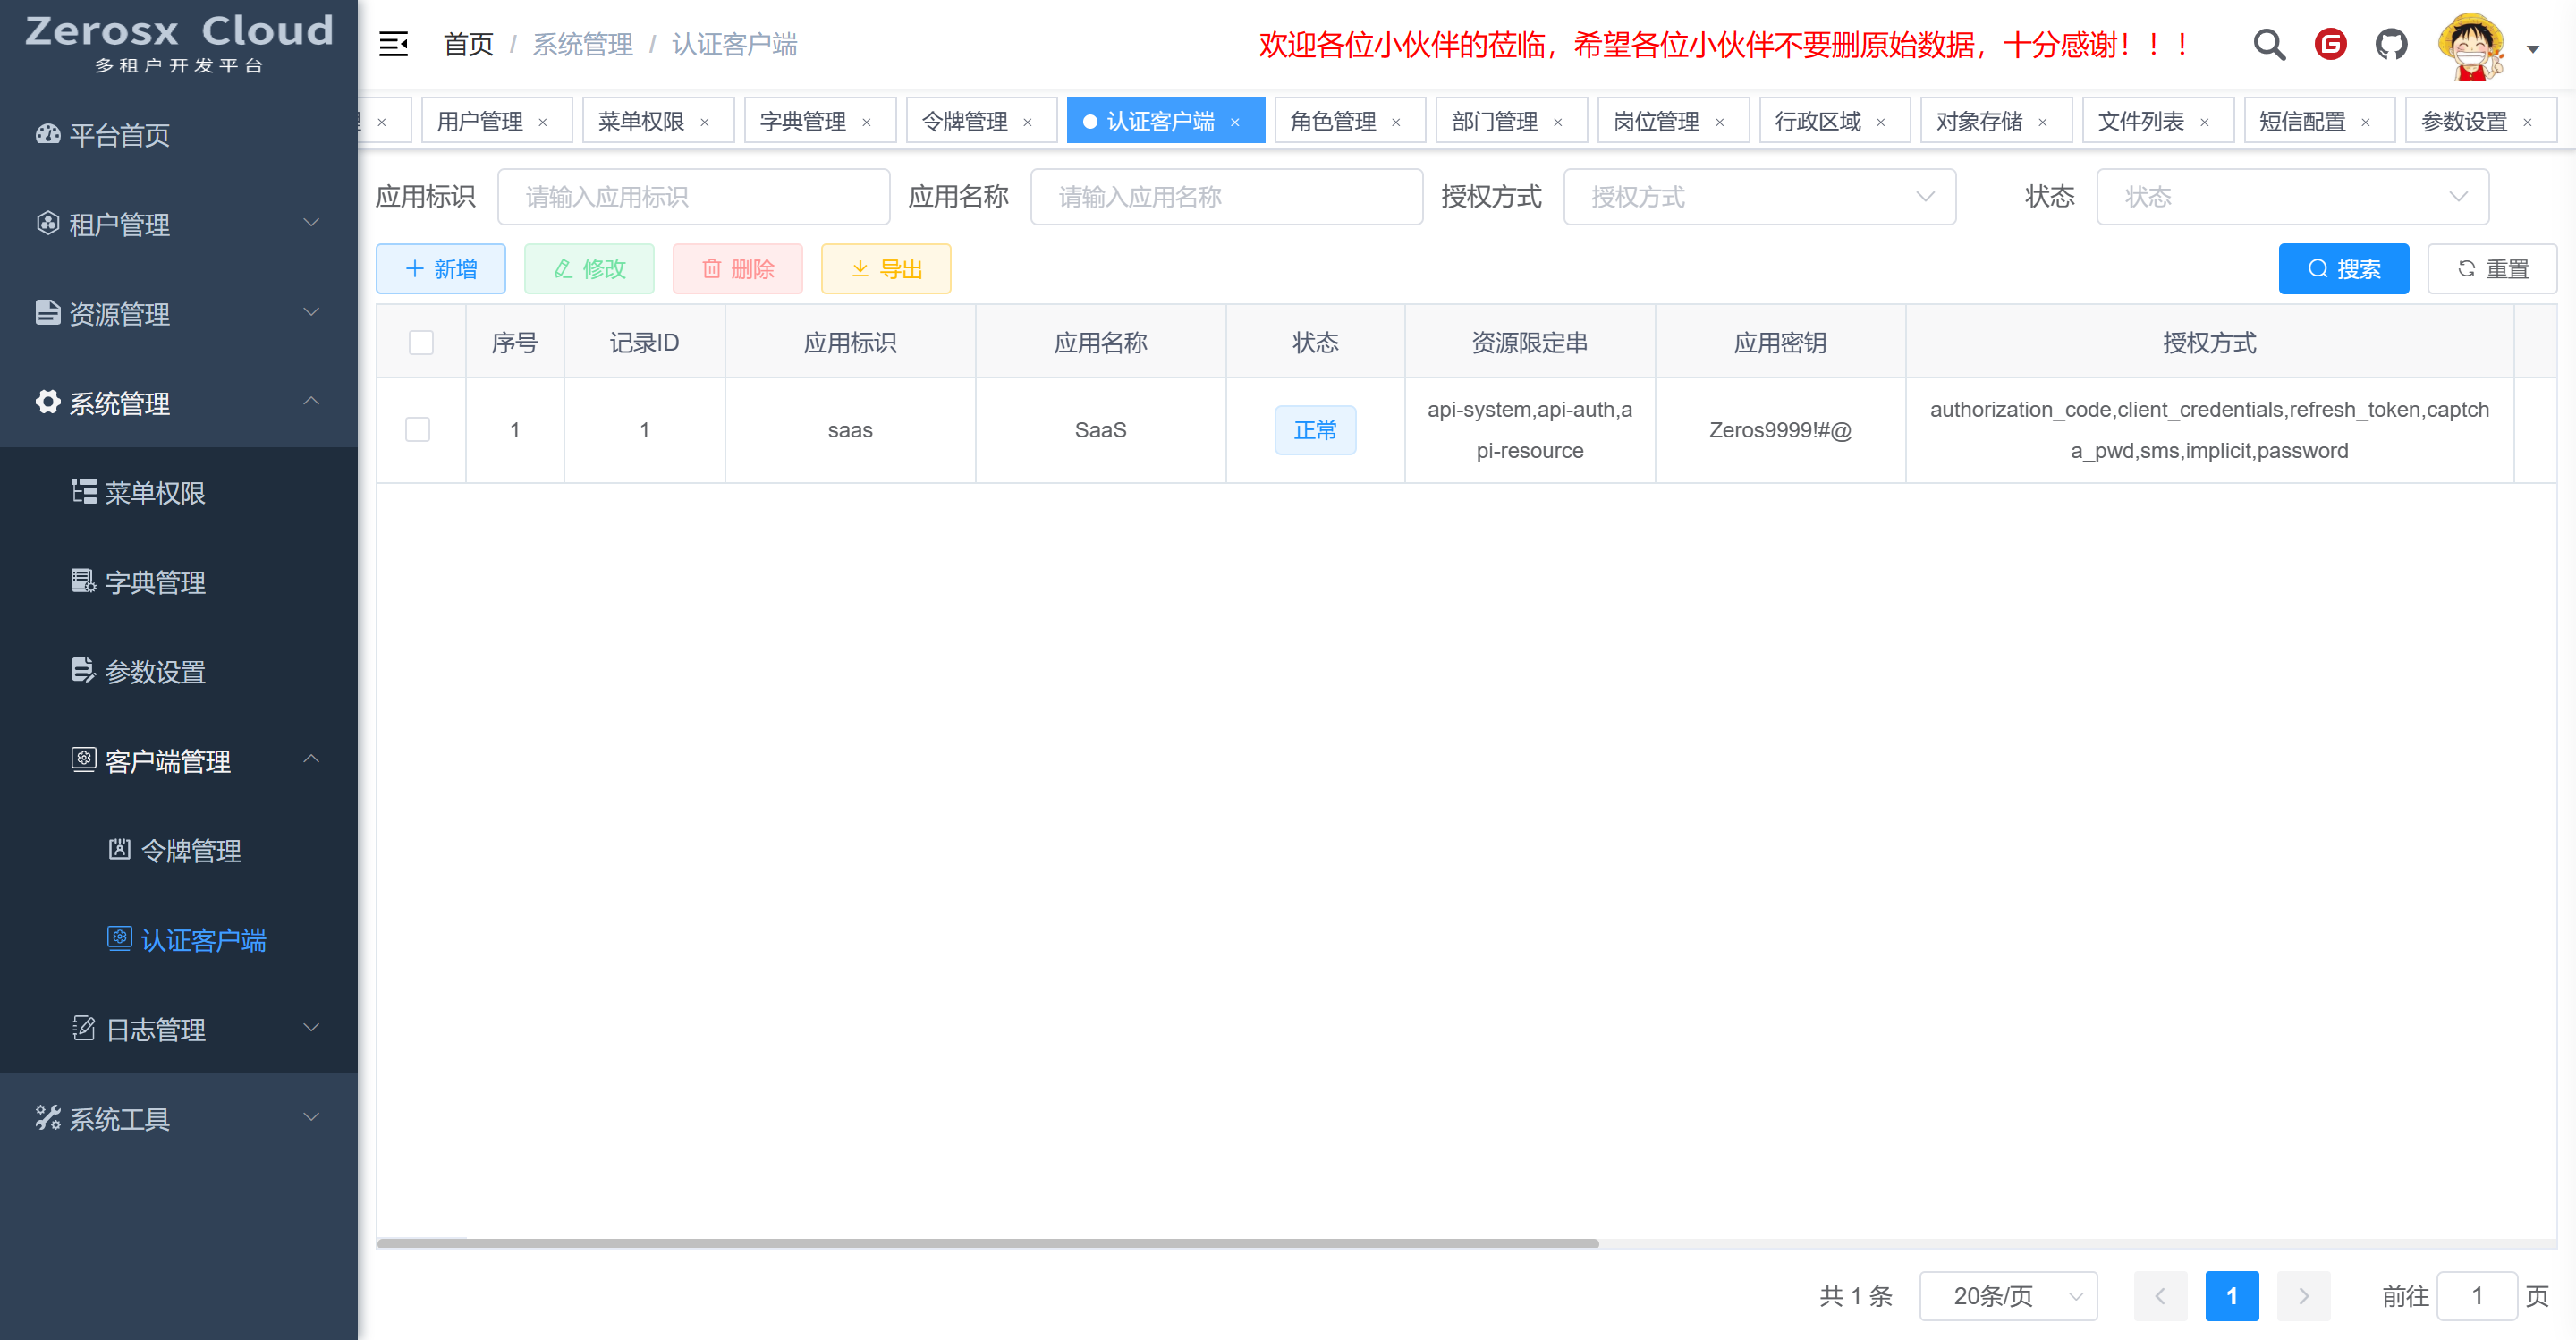 Zerosx Cloud
多租户开发平台
首页 / 系统管理 / 认证客户端
欢迎各位小伙伴的莅临，希望各位小伙伴不要删原始数据，十分感谢！！！
用户管理 × 菜单权限 × 字典管理 × 令牌管理 × 认证客户端 × 角色管理 × 部门管理 × 岗位管理 × 行政区域 × 对象存储 × 文件列表 × 短信配置 × 参数设置 ×
平台首页
租户管理
资源管理
系统管理
菜单权限
字典管理
参数设置
客户端管理
令牌管理
认证客户端
日志管理
系统工具
应用标识 请输入应用标识 应用名称 请输入应用名称 授权方式 授权方式 状态 状态
新增 修改 删除 导出 搜索 重置
序号 记录ID 应用标识 应用名称 状态 资源限定串 应用密钥 授权方式
1 1 saas SaaS 正常 api-system,api-auth,a Zeros9999!#@ authorization_code,client_credentials,refresh_token,captch
pi-resource a_pwd,sms,implicit,password
共 1 条 20条/页 1 前往 1 页